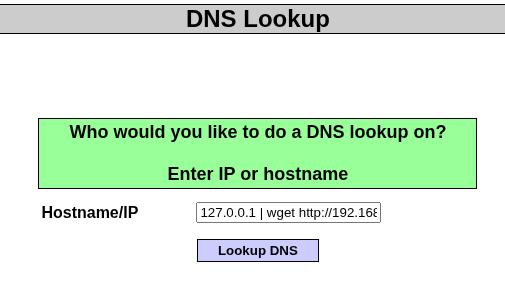 DNS Lookup
Who would you like to do a DNS lookup on?
Enter IP or hostname
Hostname/IP
127.0.0.1 | wget http://192.168
Lookup DNS